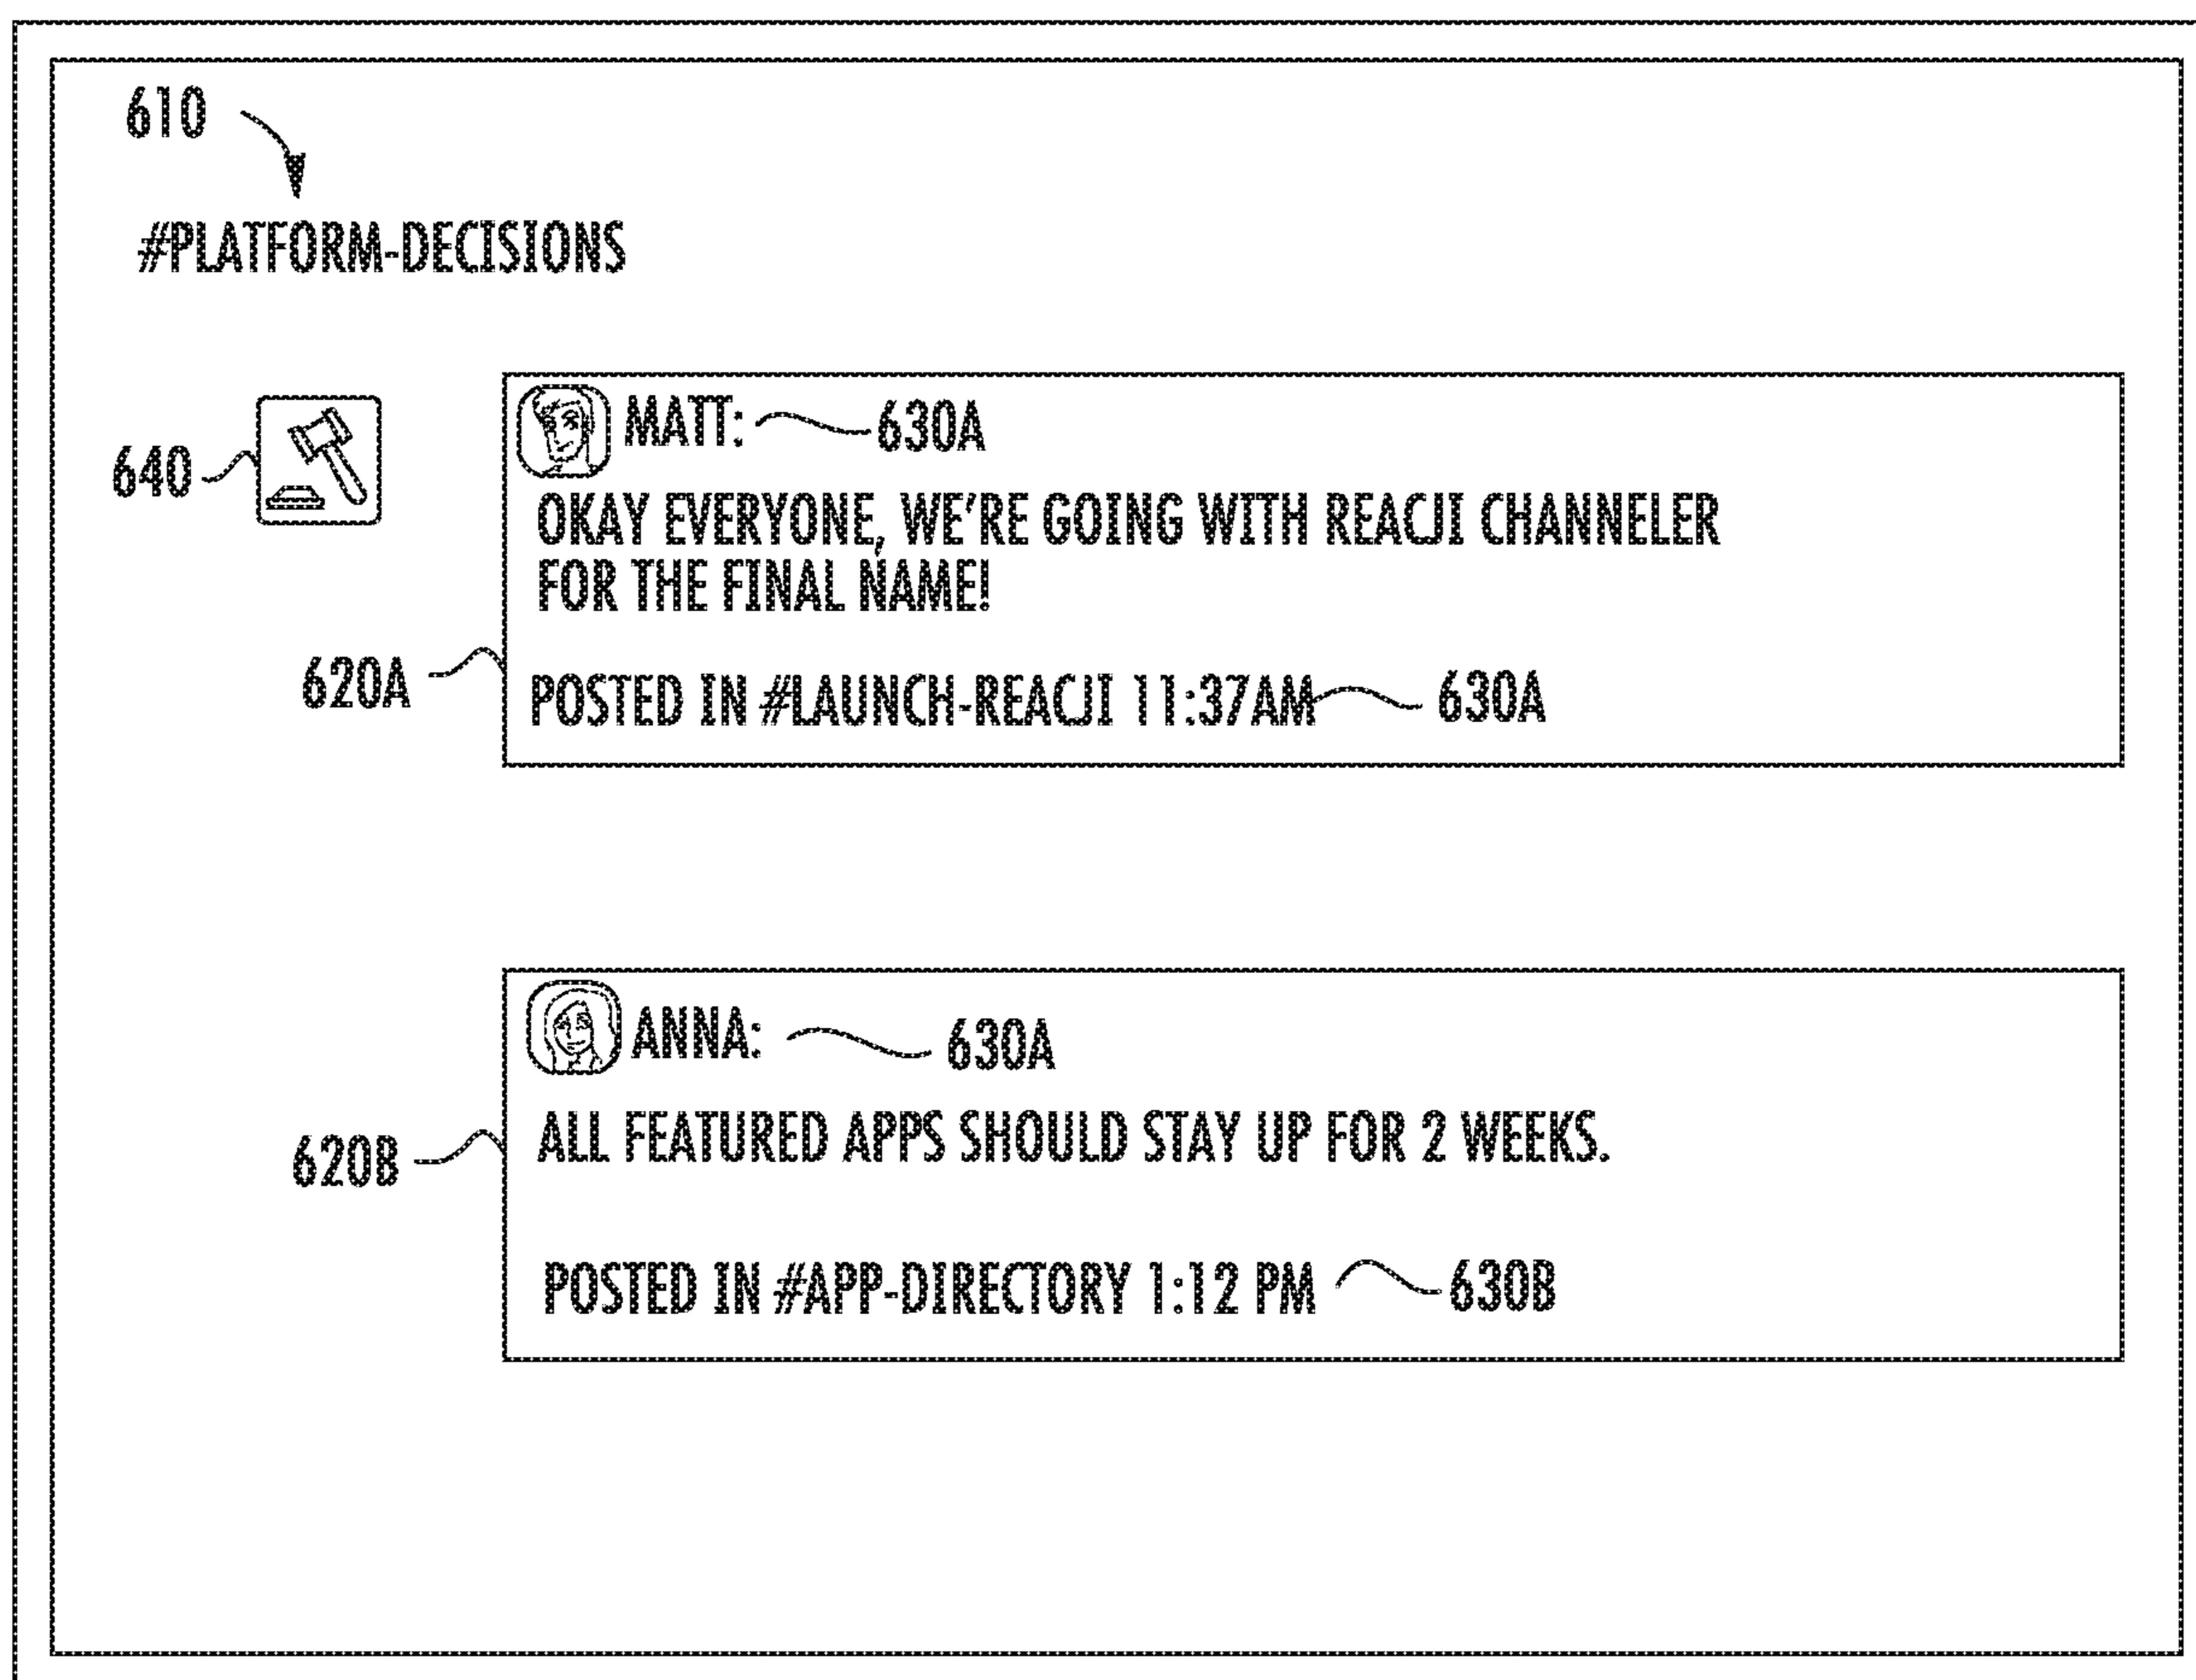 610
#PLATFORM-DECISIONS
640
MATT: 630A
OKAY EVERYONE, WE'RE GOING WITH REACJI CHANNELER
FOR THE FINAL NAME!
620A
POSTED IN #LAUNCH-REACJI 11:37AM 630A
ANNA: 630A
620B
ALL FEATURED APPS SHOULD STAY UP FOR 2 WEEKS.
POSTED IN #APP-DIRECTORY 1:12 PM 630B